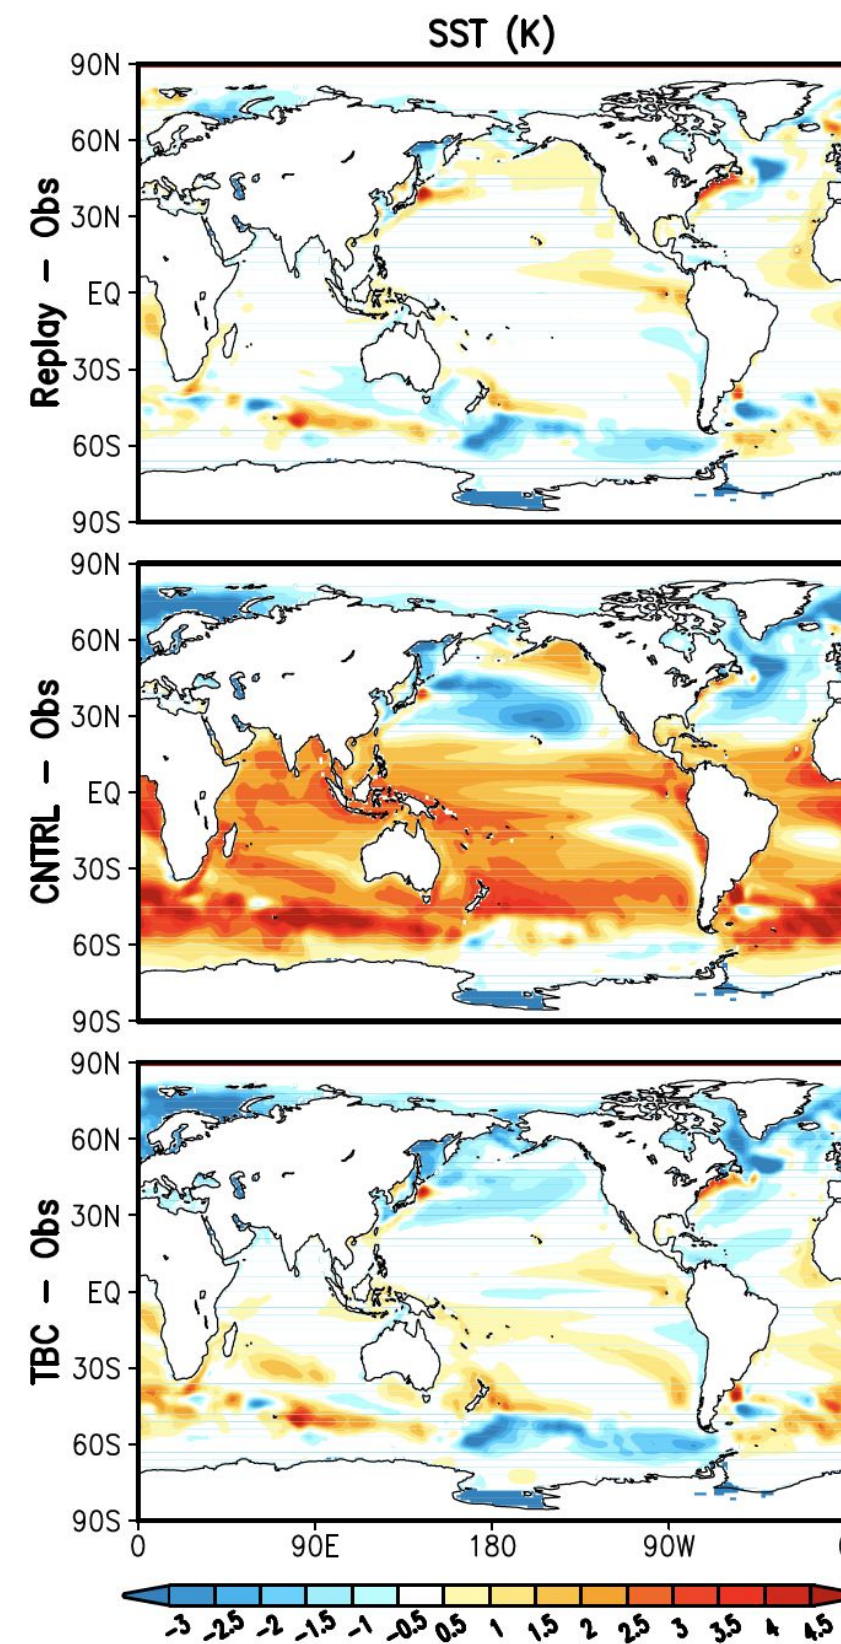 SST (K)
90N
60N
30N
EQ
30S
60S
90S
Replay – Obs
90N
60N
30N
EQ
30S
60S
90S
CNTRL – Obs
90N
60N
30N
EQ
30S
60S
90S
TBC – Obs
0 90E 180 90W 0
-3 -2.5 -2 -1.5 -1 -0.5 0.5 1 1.5 2 2.5 3 3.5 4 4.5